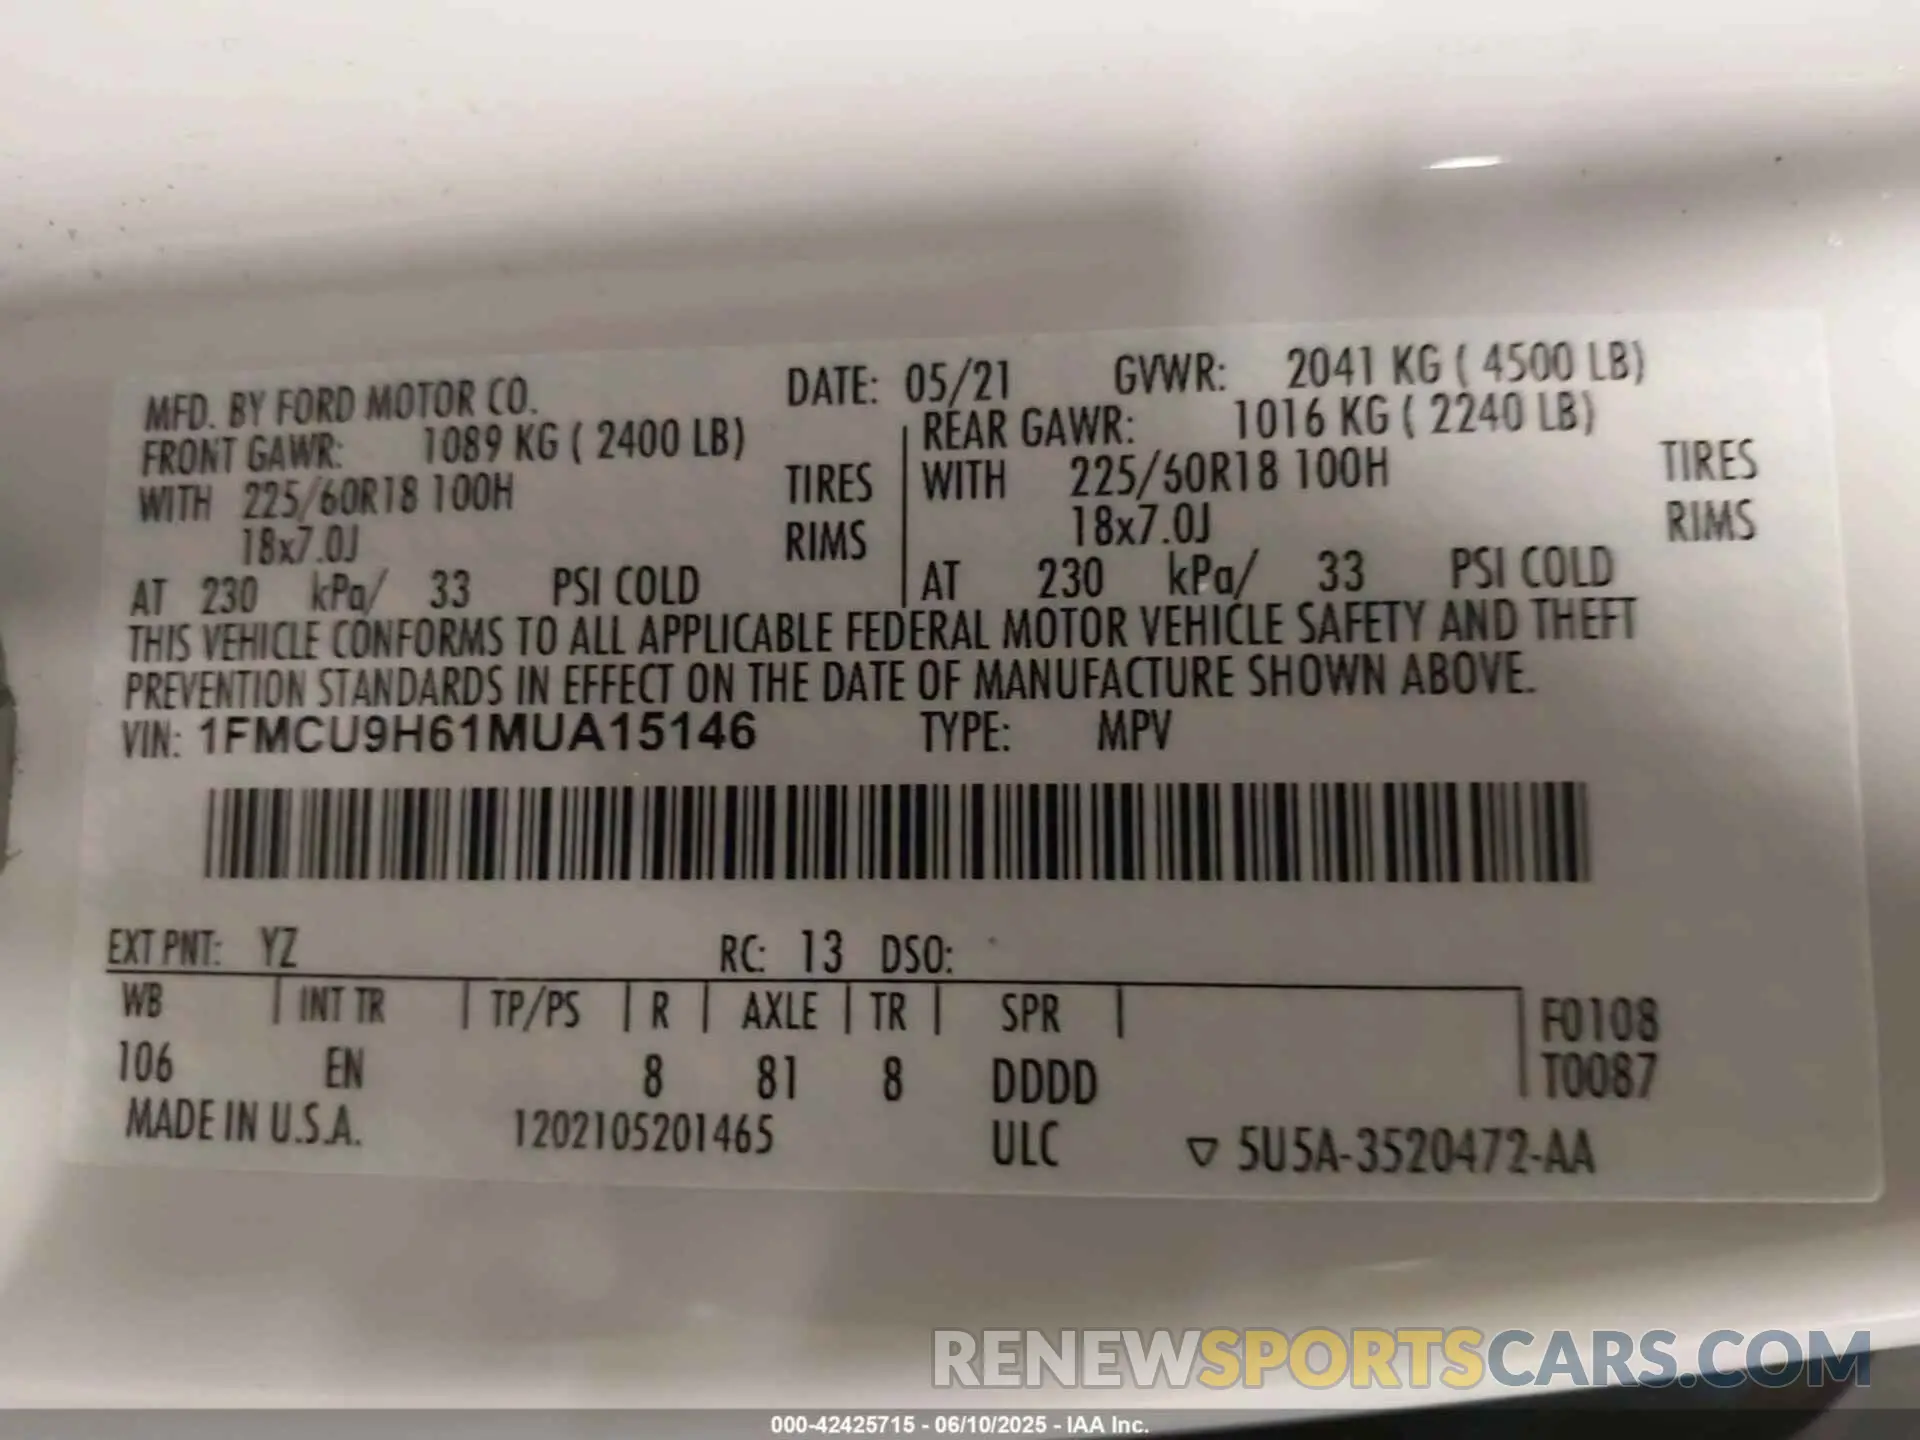 MFD. BY FORD MOTOR CO. DATE: 05/21 GVWR: 2041 KG ( 4500 LB)
FRONT GAWR: 1089 KG ( 2400 LB) REAR GAWR: 1016 KG ( 2240 LB)
WITH 225/60R18 100H TIRES WITH 225/60R18 100H TIRES
18x7.0J RIMS 18x7.0J RIMS
AT 230 kPa/ 33 PSI COLD AT 230 kPa/ 33 PSI COLD
THIS VEHICLE CONFORMS TO ALL APPLICABLE FEDERAL MOTOR VEHICLE SAFETY AND THEFT
PREVENTION STANDARDS IN EFFECT ON THE DATE OF MANUFACTURE SHOWN ABOVE.
VIN: 1FMCU9H61MUA15146 TYPE: MPV
EXT PNT: YZ RC: 13 DSO:
WB INT TR TP/PS R AXLE TR SPR F0108
106 EN 8 81 8 DDDD T0087
MADE IN U.S.A. 1202105201465 ULC 5U5A-3520472-AA
RENEWSPORTSCARS.COM
000-42425715 - 06/10/2025 - IAA Inc.